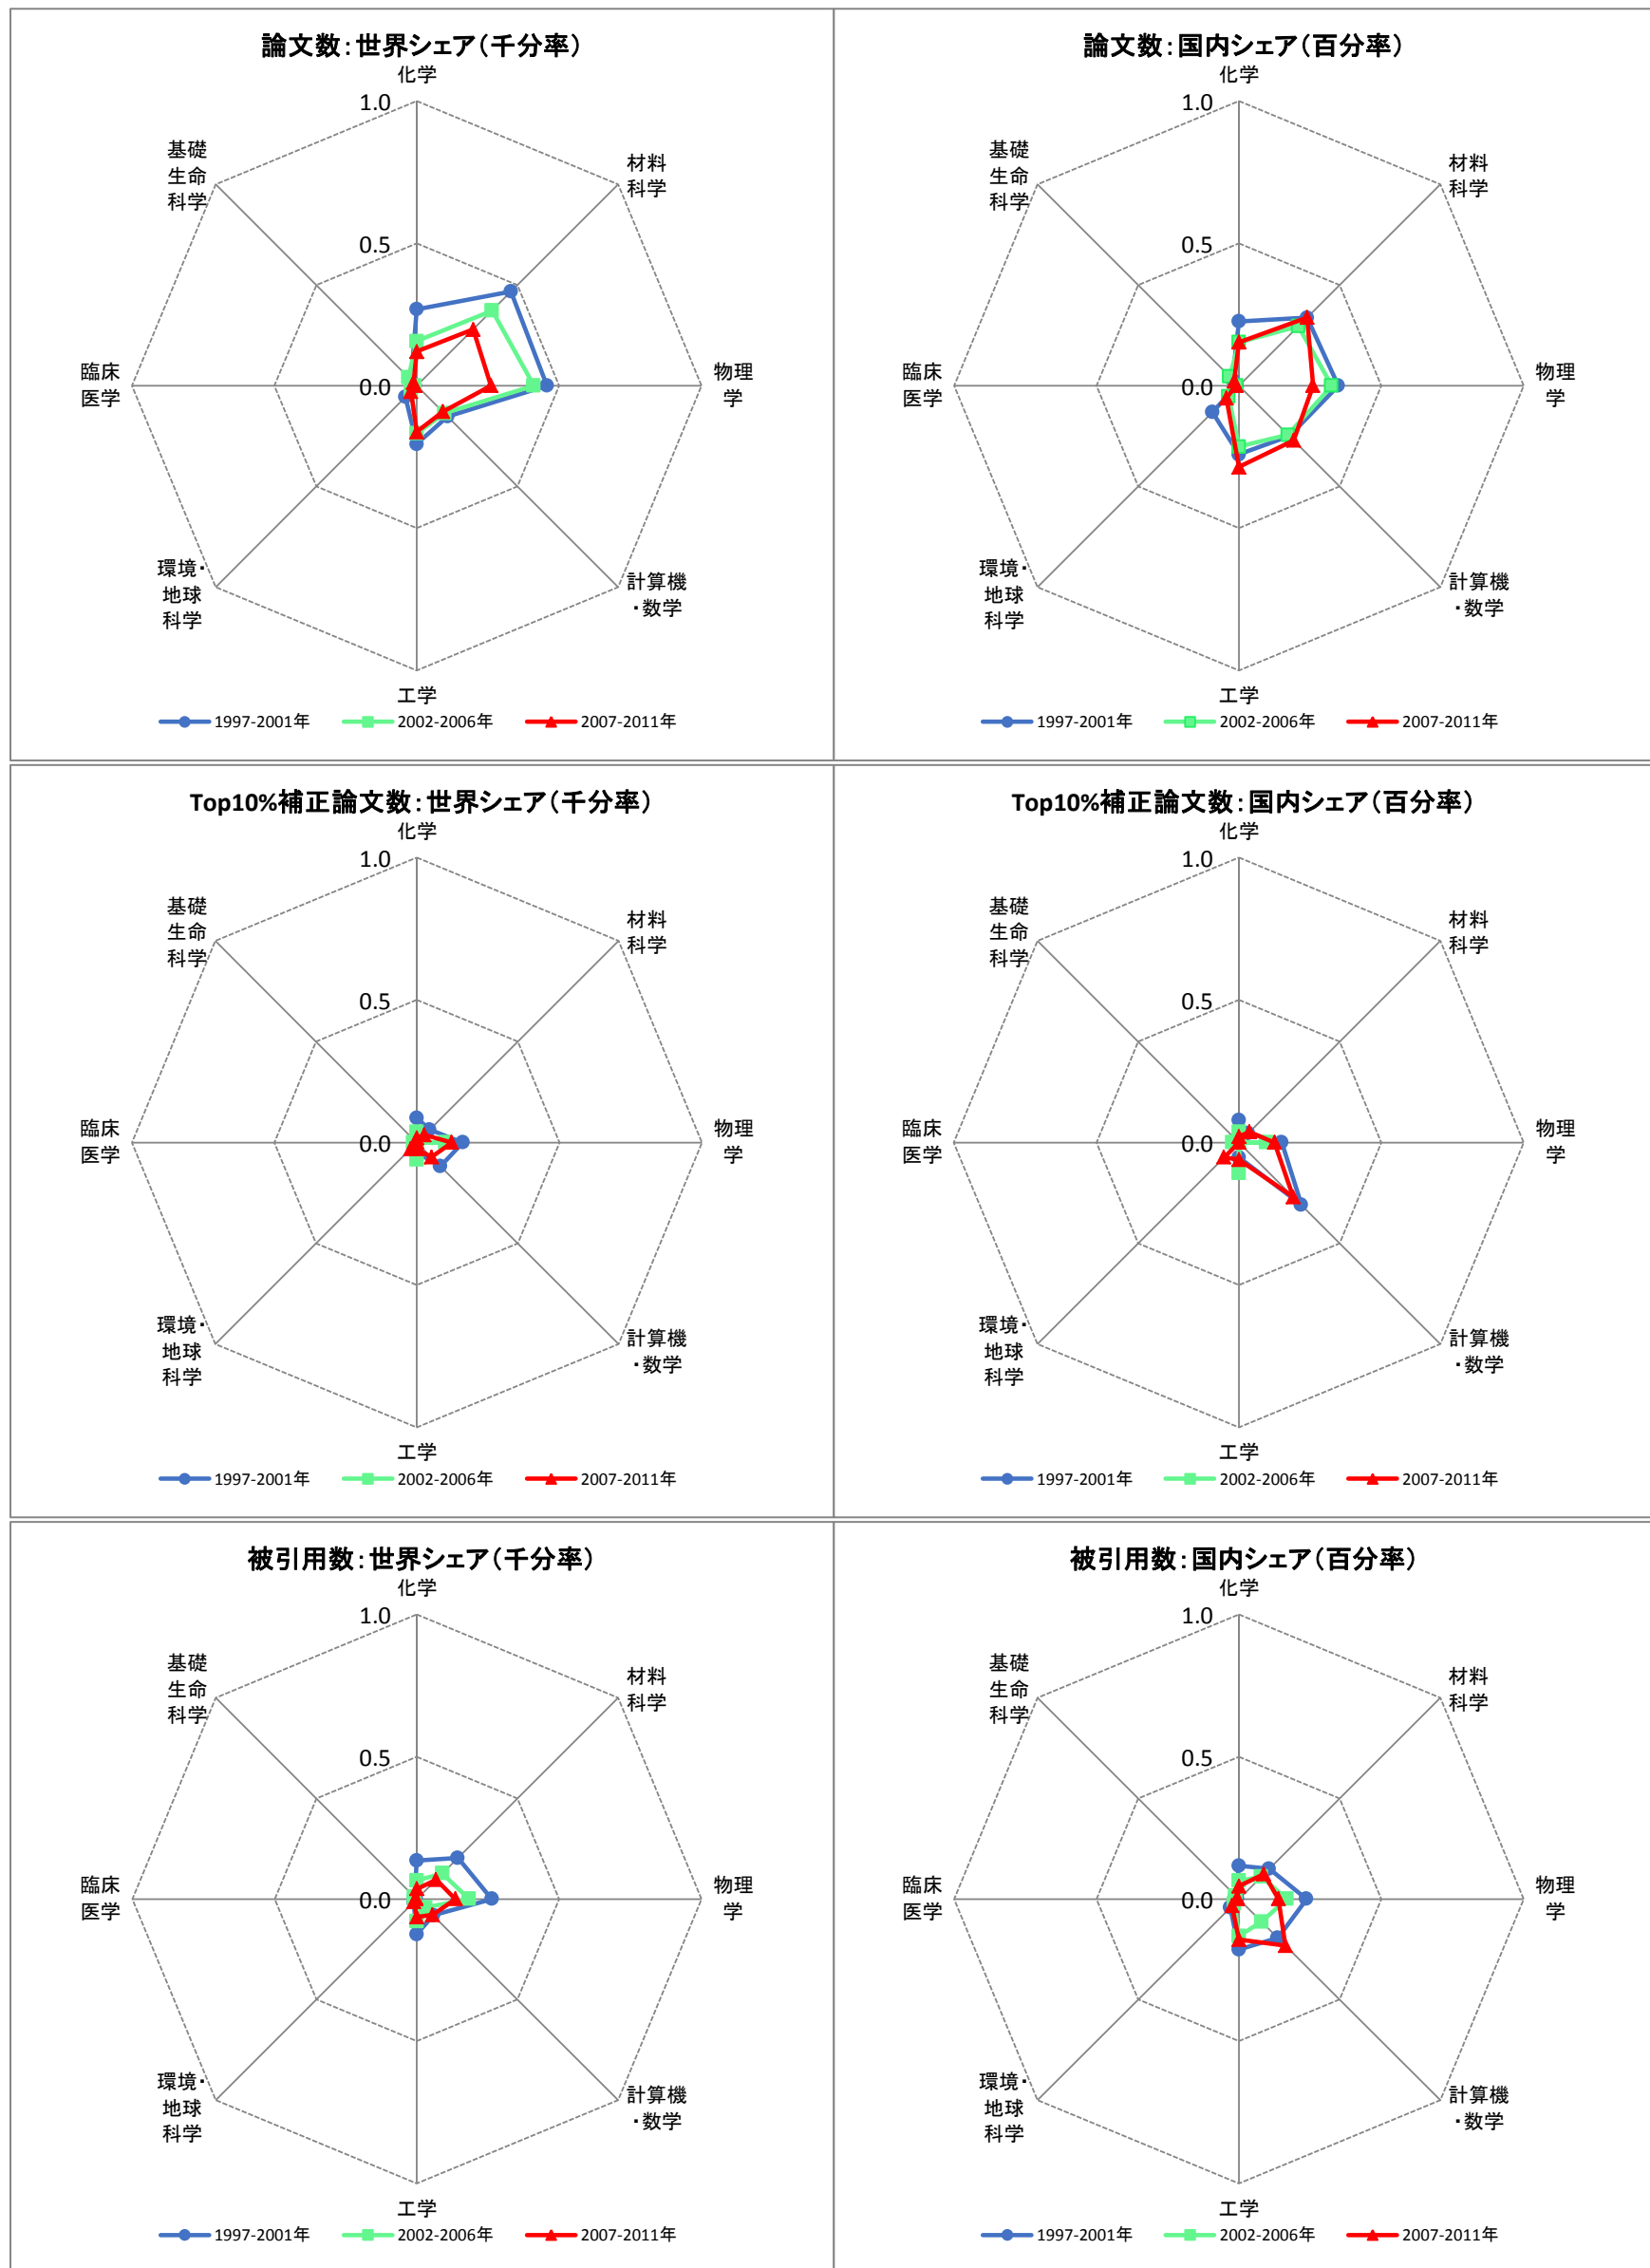 論文数：世界シェア（千分率）
化学
1.0
基礎
生命
科学
材料
科学
0.5
臨床
医学
0.0
物理
学
環境・
地球
科学
計算機
・数学
工学
1997-2001年
2002-2006年
2007-2011年
論文数：国内シェア（百分率）
化学
1.0
基礎
生命
科学
材料
科学
0.5
臨床
医学
0.0
物理
学
環境・
地球
科学
計算機
・数学
工学
1997-2001年
2002-2006年
2007-2011年
Top10%補正論文数：世界シェア（千分率）
化学
1.0
基礎
生命
科学
材料
科学
0.5
臨床
医学
0.0
物理
学
環境・
地球
科学
計算機
・数学
工学
1997-2001年
2002-2006年
2007-2011年
Top10%補正論文数：国内シェア（百分率）
化学
1.0
基礎
生命
科学
材料
科学
0.5
臨床
医学
0.0
物理
学
環境・
地球
科学
計算機
・数学
工学
1997-2001年
2002-2006年
2007-2011年
被引用数：世界シェア（千分率）
化学
1.0
基礎
生命
科学
材料
科学
0.5
臨床
医学
0.0
物理
学
環境・
地球
科学
計算機
・数学
工学
1997-2001年
2002-2006年
2007-2011年
被引用数：国内シェア（百分率）
化学
1.0
基礎
生命
科学
材料
科学
0.5
臨床
医学
0.0
物理
学
環境・
地球
科学
計算機
・数学
工学
1997-2001年
2002-2006年
2007-2011年